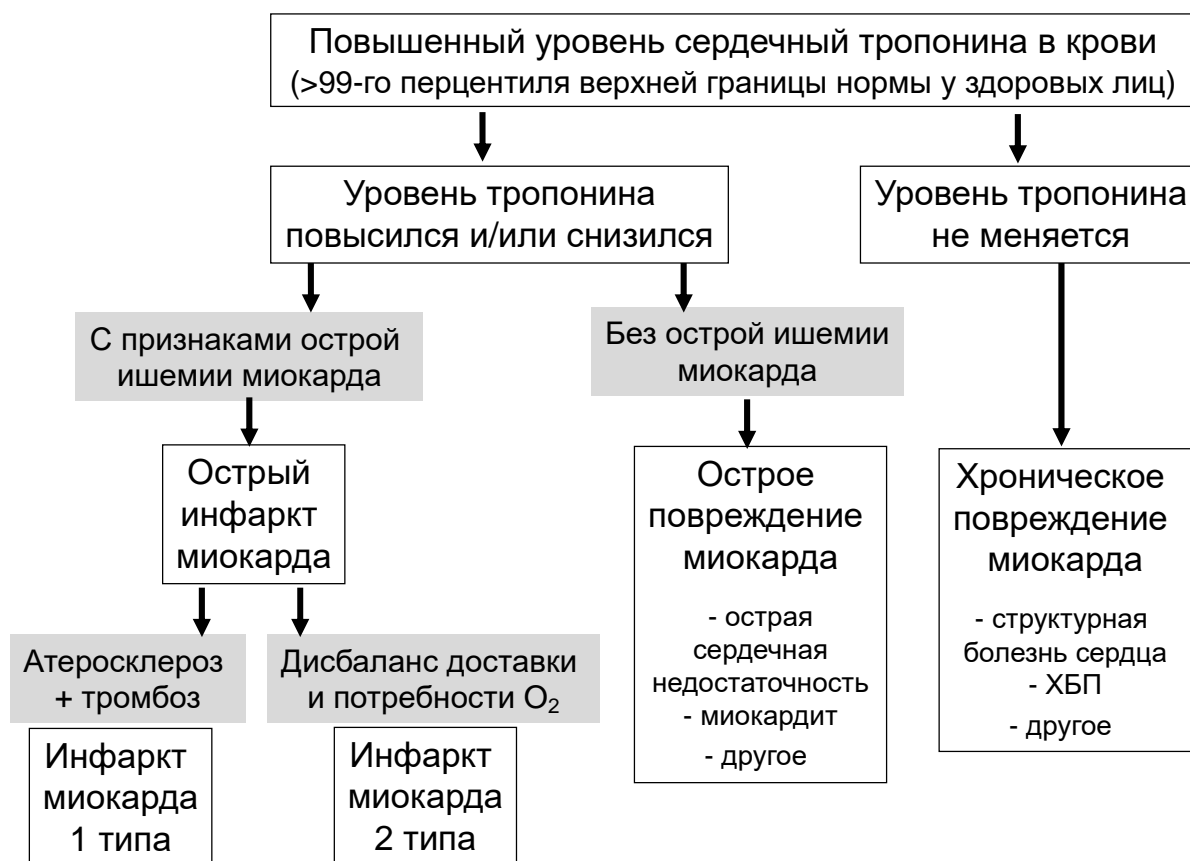 Повышенный уровень сердечный тропонина в крови
(>99-го перцентиля верхней границы нормы у здоровых лиц)
Уровень тропонина
повысился и/или снизился
Уровень тропонина
не меняется
С признаками острой
ишемии миокарда
Без острой ишемии
миокарда
Острый
инфаркт
миокарда
Острое
повреждение
миокарда
- острая
сердечная
недостаточность
- миокардит
- другое
Хроническое
повреждение
миокарда
- структурная
болезнь сердца
- ХБП
- другое
Атеросклероз
+ тромбоз
Дисбаланс доставки
и потребности O₂
Инфаркт
миокарда
1 типа
Инфаркт
миокарда
2 типа